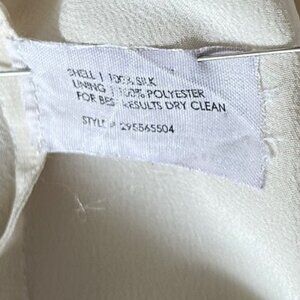 SHELL | 100% SILK
LINING | 100% POLYESTER
FOR BEST RESULTS DRY CLEAN
STYLE # 295565504